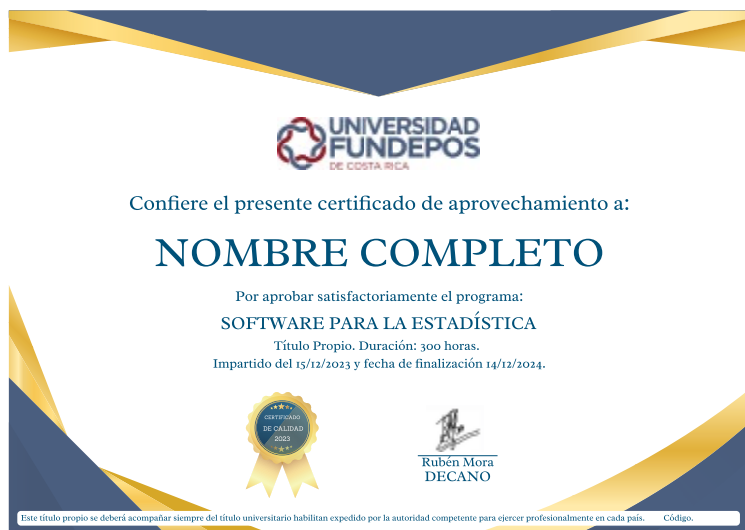 UNIVERSIDAD
FUNDEPOS
DE COSTA RICA
Confiere el presente certificado de aprovechamiento a:
NOMBRE COMPLETO
Por aprobar satisfactoriamente el programa:
SOFTWARE PARA LA ESTADÍSTICA
Título Propio. Duración: 300 horas.
Impartido del 15/12/2023 y fecha de finalización 14/12/2024.
CERTIFICADO
DE CALIDAD
2023
Rubén Mora
DECANO
Este título propio se deberá acompañar siempre del título universitario habilitan expedido por la autoridad competente para ejercer profesionalmente en cada país. Código.